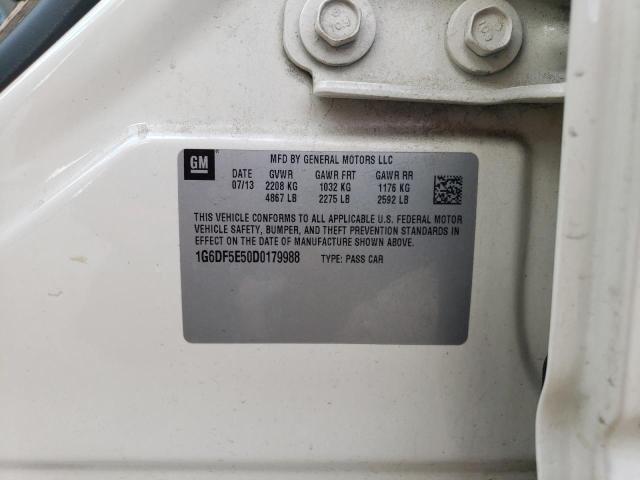 GM
MFD BY GENERAL MOTORS LLC
DATE GVWR GAWR FRT GAWR RR
07/13 2208 KG 1032 KG 1176 KG
4867 LB 2275 LB 2592 LB
THIS VEHICLE CONFORMS TO ALL APPLICABLE U.S. FEDERAL MOTOR
VEHICLE SAFETY, BUMPER, AND THEFT PREVENTION STANDARDS
IN EFFECT ON THE DATE OF MANUFACTURE SHOWN ABOVE.
1G6DF5E50D0179988 TYPE: PASS CAR